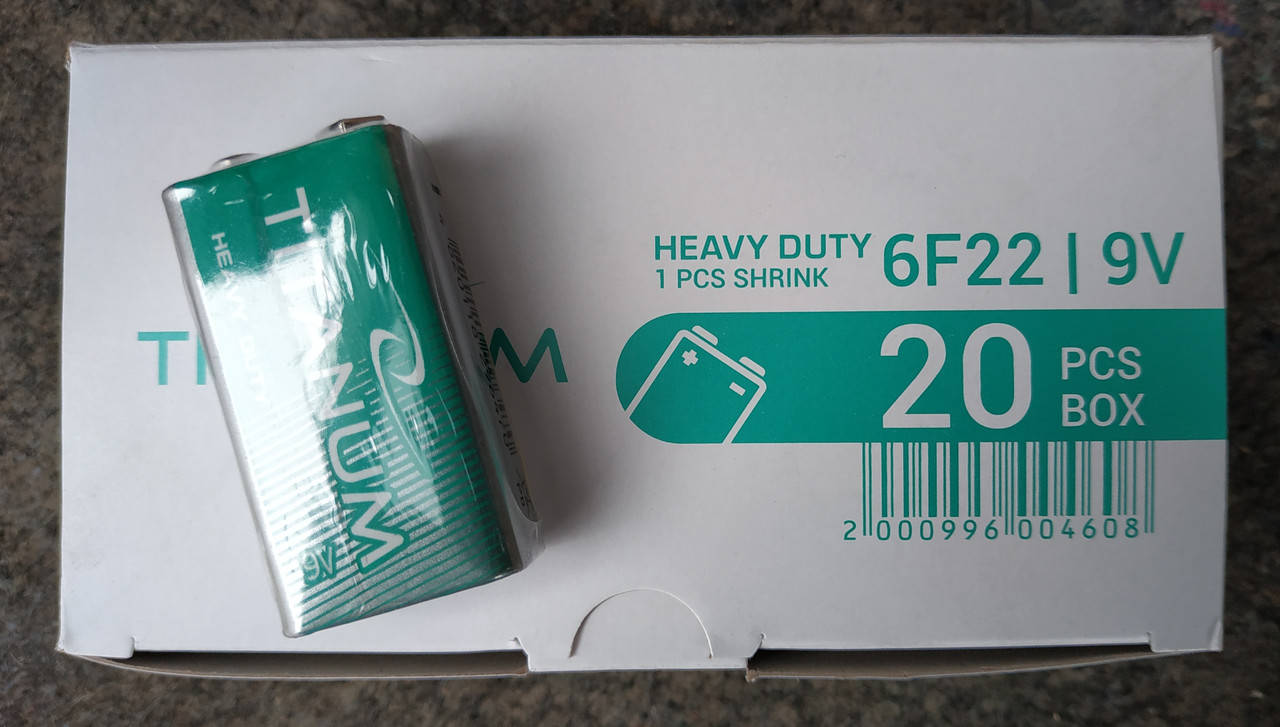 TITANUM
HEAVY DUTY
9V
HEAVY DUTY
1 PCS SHRINK
6F22 | 9V
20
PCS
BOX
2 000996 004608